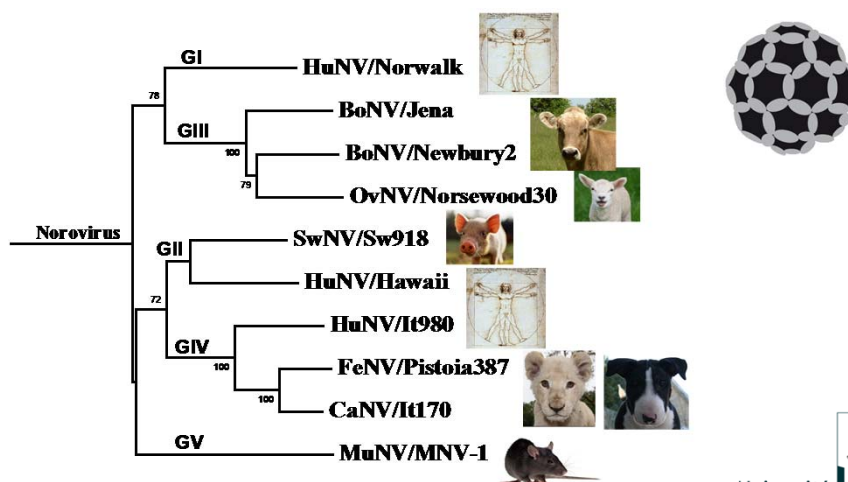 GI
HuNV/Norwalk
78
BoNV/Jena
GIII
100
BoNV/Newbury2
79
OvNV/Norsewood30
Norovirus
GII
SwNV/Sw918
HuNV/Hawaii
72
HuNV/It980
GIV
100
FeNV/Pistoia387
100
CaNV/It170
GV
MuNV/MNV-1